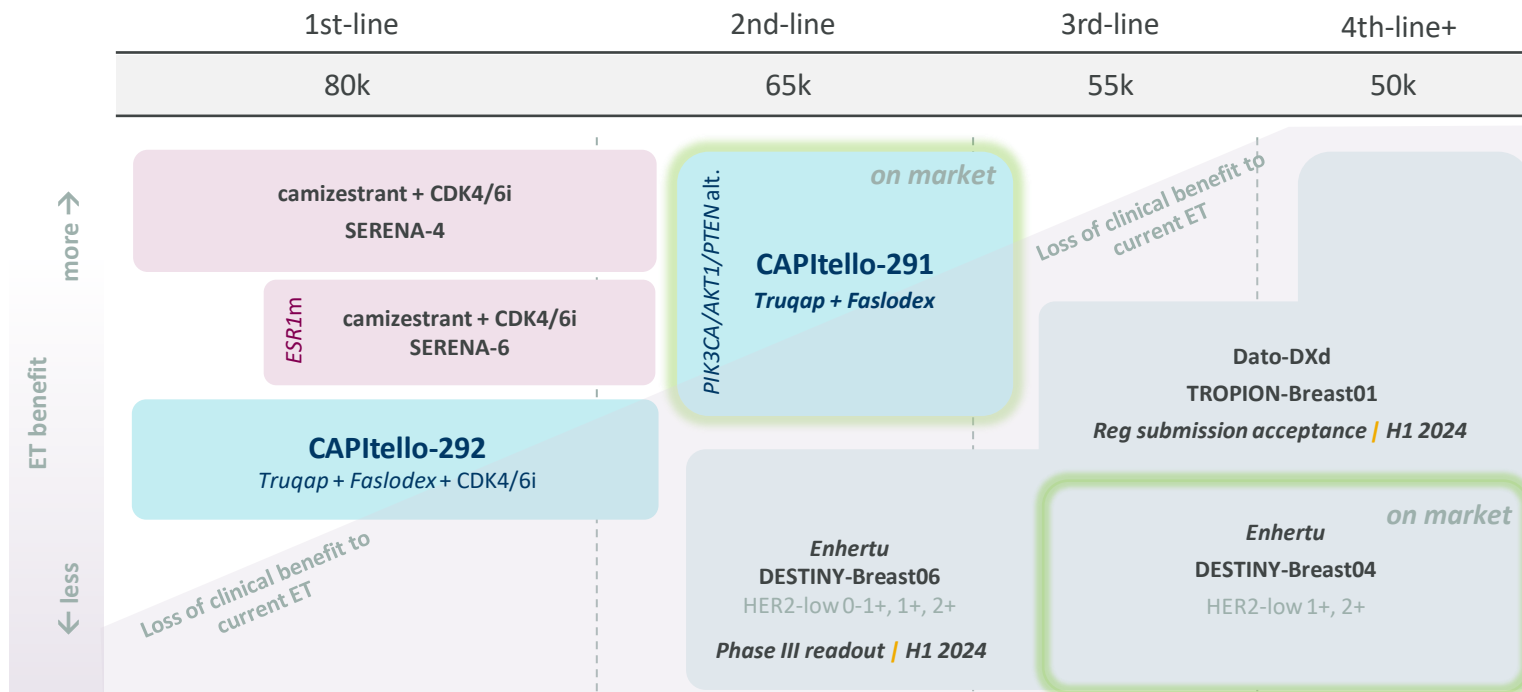 1st-line
2nd-line
3rd-line
4th-line+
80k
65k
55k
50k
ET benefit
more →
← less
camizestrant + CDK4/6i
SERENA-4
ESR1m
camizestrant + CDK4/6i
SERENA-6
CAPItello-292
Truqap + Faslodex + CDK4/6i
Loss of clinical benefit to
current ET
PIK3CA/AKT1/PTEN alt.
on market
CAPItello-291
Truqap + Faslodex
Loss of clinical benefit to
current ET
Dato-DXd
TROPION-Breast01
Reg submission acceptance | H1 2024
Enhertu
DESTINY-Breast06
HER2-low 0-1+, 1+, 2+
Phase III readout | H1 2024
on market
Enhertu
DESTINY-Breast04
HER2-low 1+, 2+